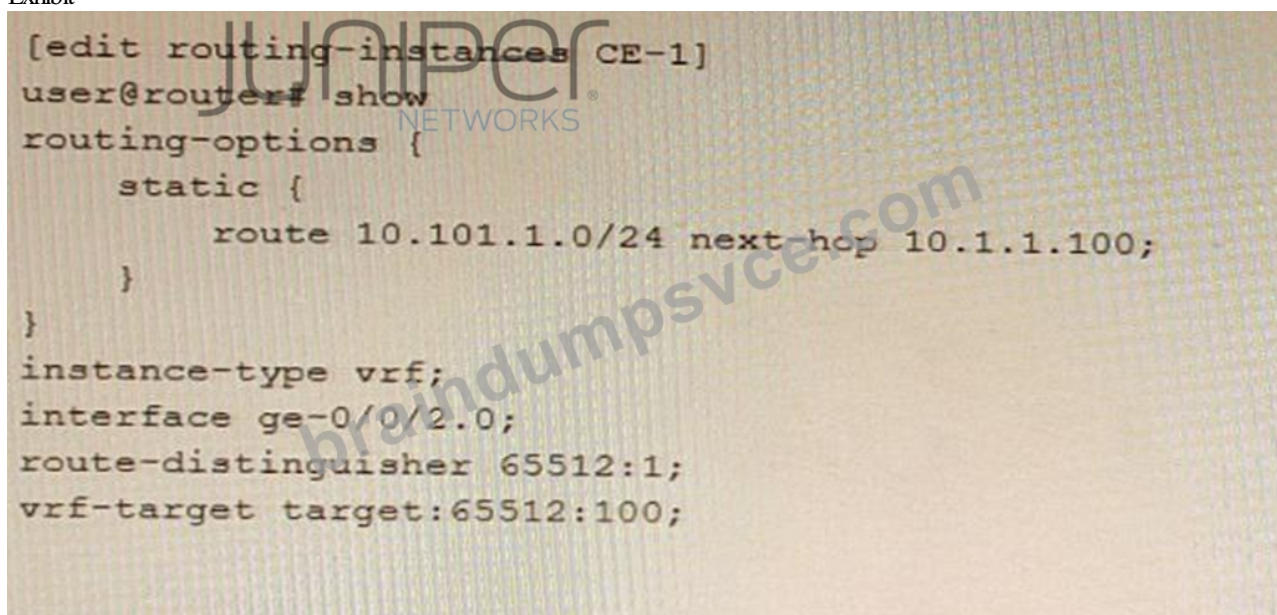 Exhibit
[edit routing-instances CE-1]
user@router# show
routing-options {
static {
route 10.101.1.0/24 next-hop 10.1.1.100;
}
}
instance-type vrf;
interface ge-0/0/2.0;
route-distinguisher 65512:1;
vrf-target target:65512:100;
JUNIPER
NETWORKS
braindumpsvce.com